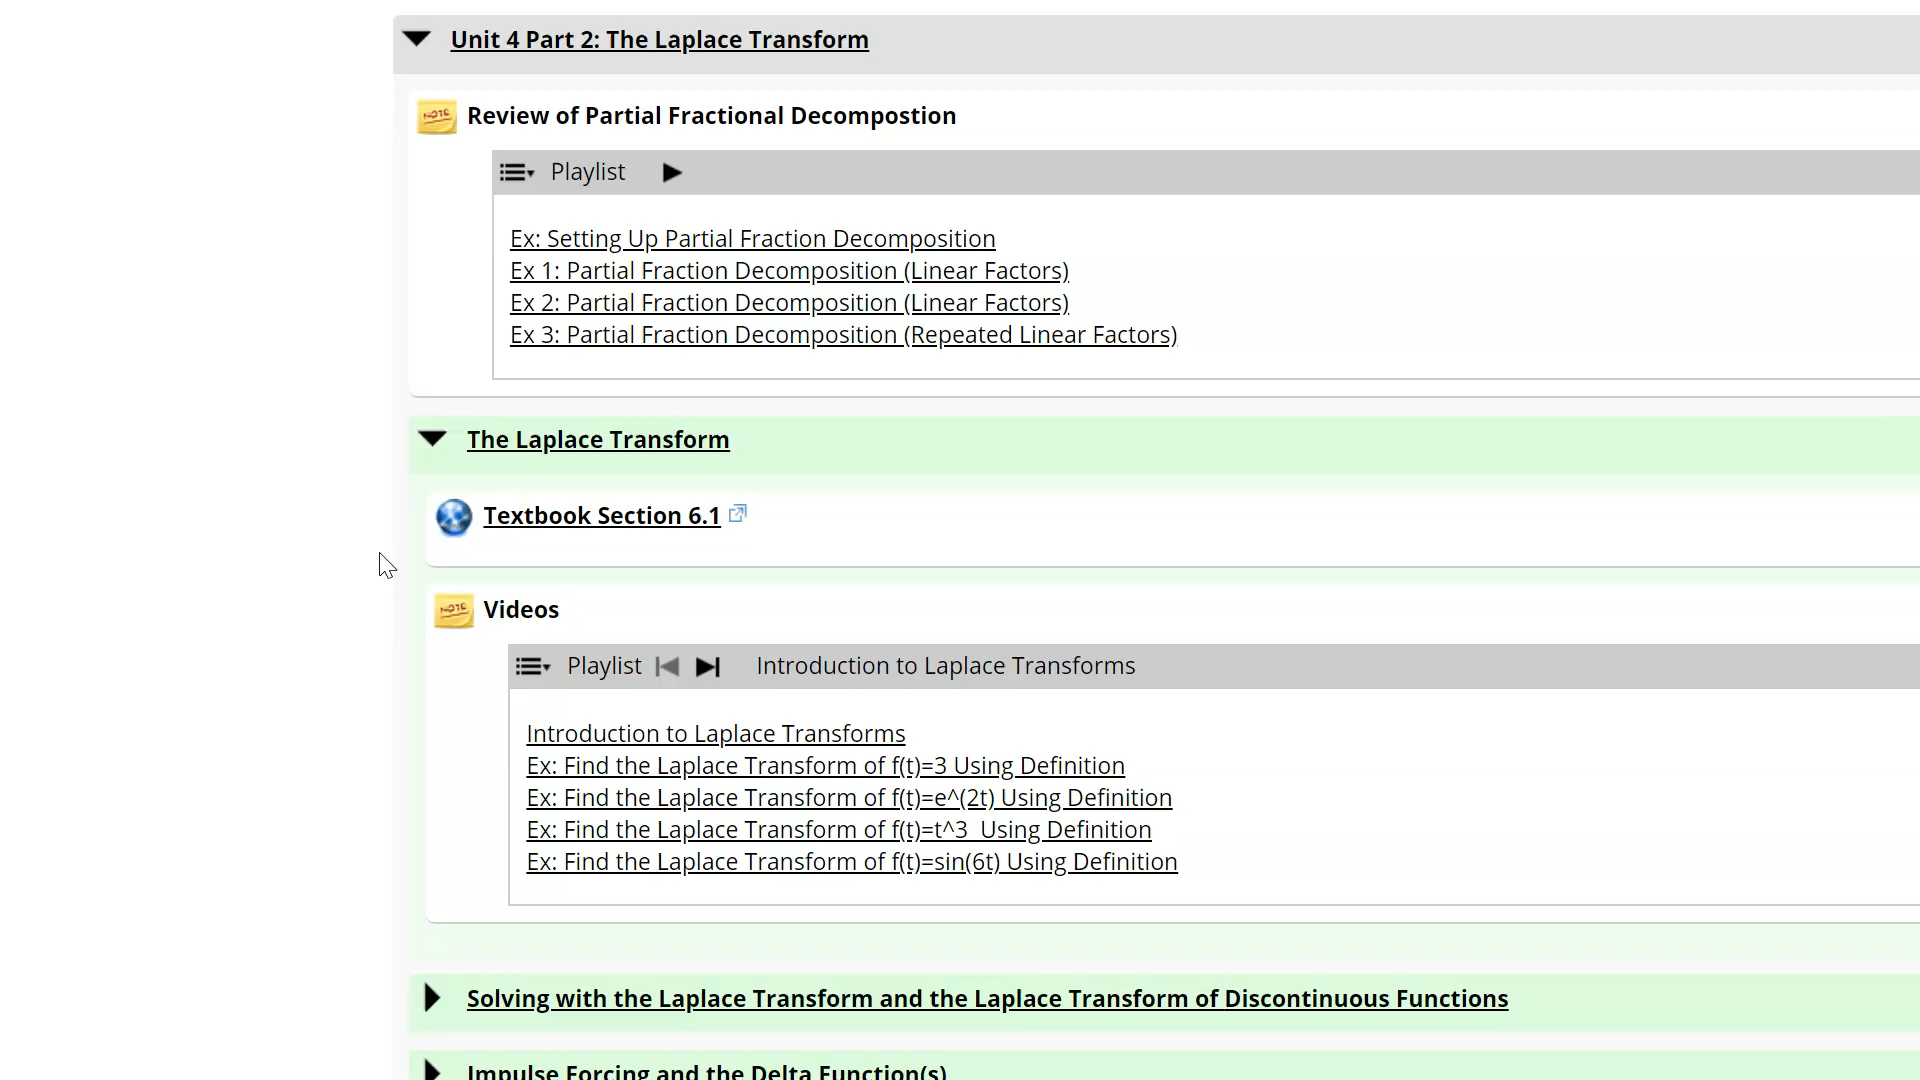 Unit 4 Part 2: The Laplace Transform
NOTE Review of Partial Fractional Decompostion
Playlist
Ex: Setting Up Partial Fraction Decomposition
Ex 1: Partial Fraction Decomposition (Linear Factors)
Ex 2: Partial Fraction Decomposition (Linear Factors)
Ex 3: Partial Fraction Decomposition (Repeated Linear Factors)
The Laplace Transform
Textbook Section 6.1
NOTE Videos
Playlist Introduction to Laplace Transforms
Introduction to Laplace Transforms
Ex: Find the Laplace Transform of f(t)=3 Using Definition
Ex: Find the Laplace Transform of f(t)=e^(2t) Using Definition
Ex: Find the Laplace Transform of f(t)=t^3  Using Definition
Ex: Find the Laplace Transform of f(t)=sin(6t) Using Definition
Solving with the Laplace Transform and the Laplace Transform of Discontinuous Functions
Impulse Forcing and the Delta Function(s)